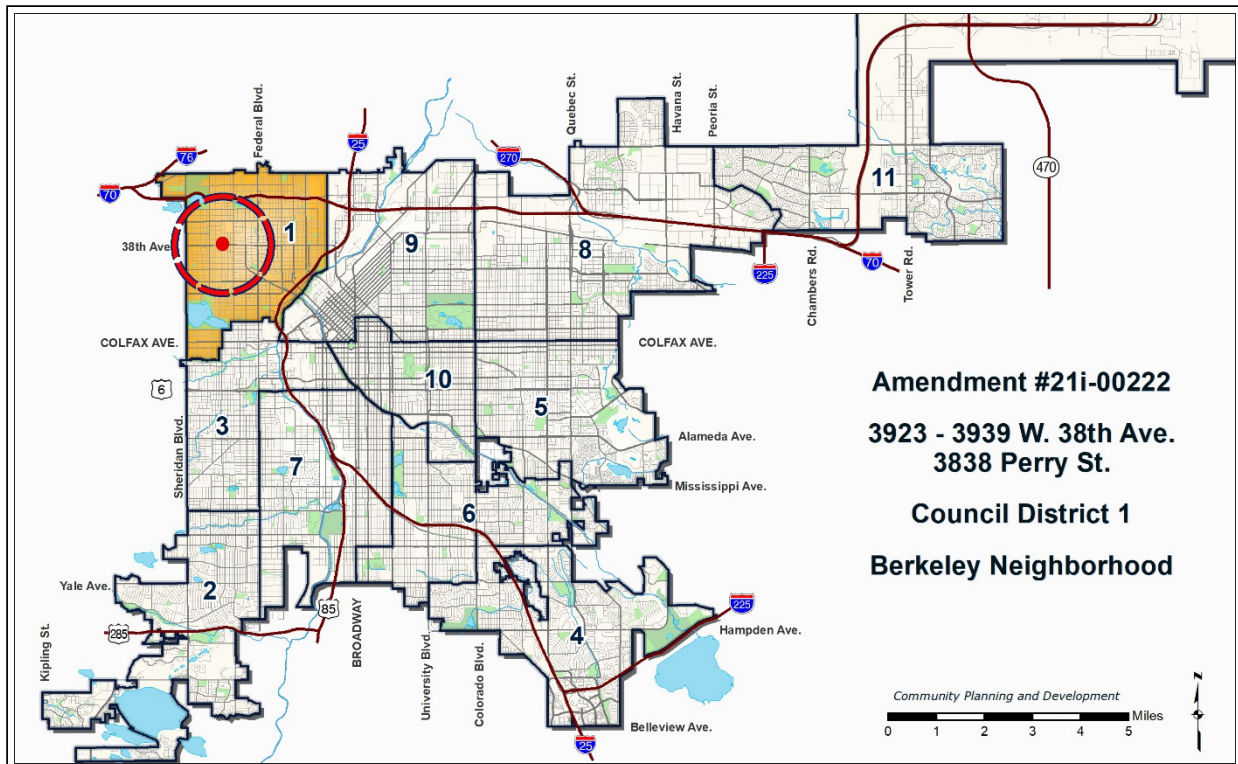 Federal Blvd.
Quebec St.
Havana St.
Peoria St.
25
76
270
70
470
11
1
38th Ave
9
8
225
70
Chambers Rd.
Tower Rd.
COLFAX AVE.
COLFAX AVE.
6
10
5
3
Sheridan Blvd.
Alameda Ave.
7
Mississippi Ave.
6
Yale Ave.
2
85
BROADWAY
225
285
Kipling St.
University Blvd.
Colorado Blvd.
4
Hampden Ave.
Belleview Ave.
25
Amendment #21i-00222
3923 - 3939 W. 38th Ave.
3838 Perry St.
Council District 1
Berkeley Neighborhood
Community Planning and Development
Miles
0 1 2 3 4 5
N